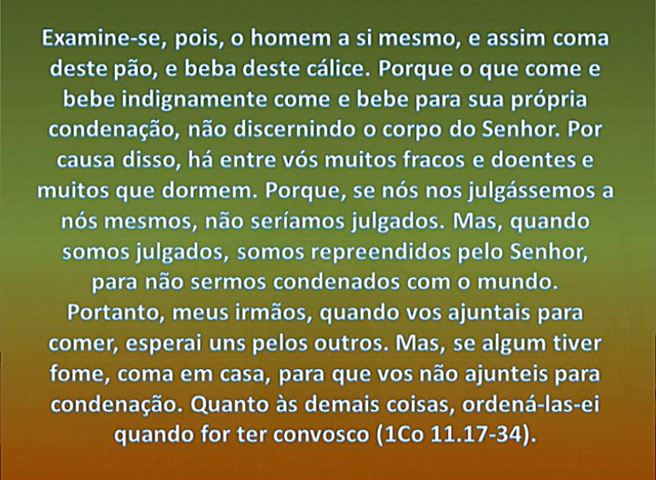 Examine-se, pois, o homem a si mesmo, e assim coma
deste pão, e beba deste cálice. Porque o que come e
bebe indignamente come e bebe para sua própria
condenação, não discernindo o corpo do Senhor. Por
causa disso, há entre vós muitos fracos e doentes e
muitos que dormem. Porque, se nós nos julgássemos a
nós mesmos, não seríamos julgados. Mas, quando
somos julgados, somos repreendidos pelo Senhor,
para não sermos condenados com o mundo.
Portanto, meus irmãos, quando vos ajuntais para
comer, esperai uns pelos outros. Mas, se algum tiver
fome, coma em casa, para que vos não ajunteis para
condenação. Quanto às demais coisas, ordená-las-ei
quando for ter convosco (1Co 11.17-34).